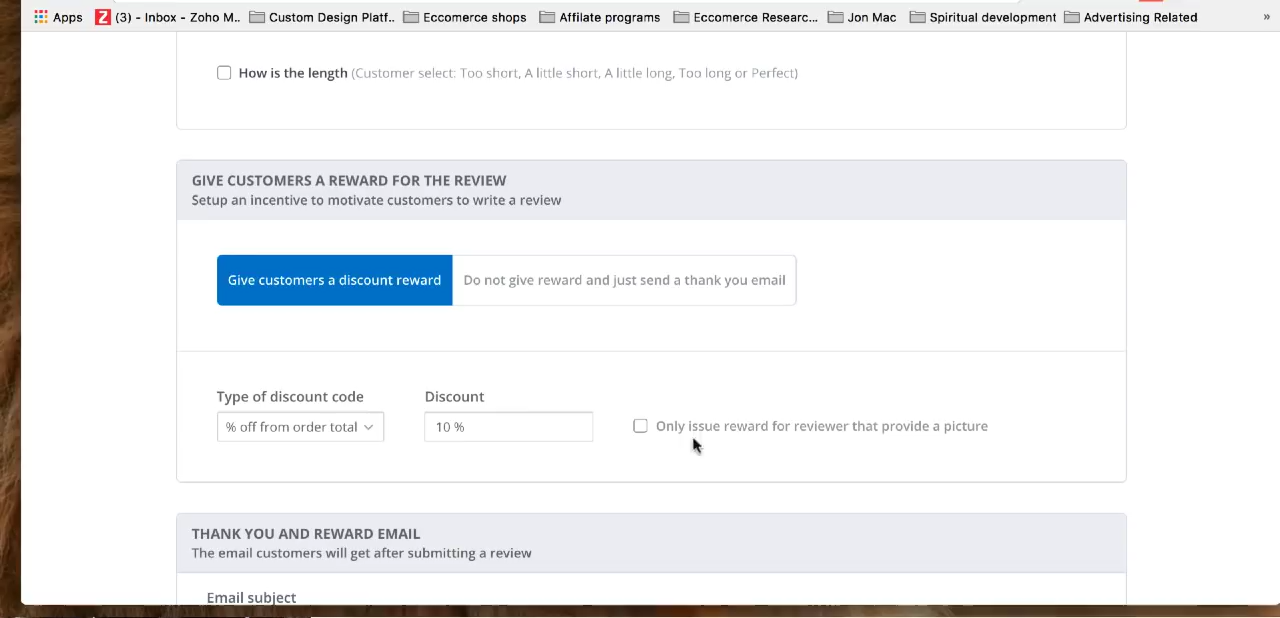 Apps Z (3) - Inbox - Zoho M.. Custom Design Platf.. Eccomerce shops Affilate programs Eccomerce Researc... Jon Mac Spiritual development Advertising Related »
How is the length (Customer select: Too short, A little short, A little long, Too long or Perfect)
GIVE CUSTOMERS A REWARD FOR THE REVIEW
Setup an incentive to motivate customers to write a review
Give customers a discount reward Do not give reward and just send a thank you email
Type of discount code Discount
% off from order total 10 % Only issue reward for reviewer that provide a picture
THANK YOU AND REWARD EMAIL
The email customers will get after submitting a review
Email subject